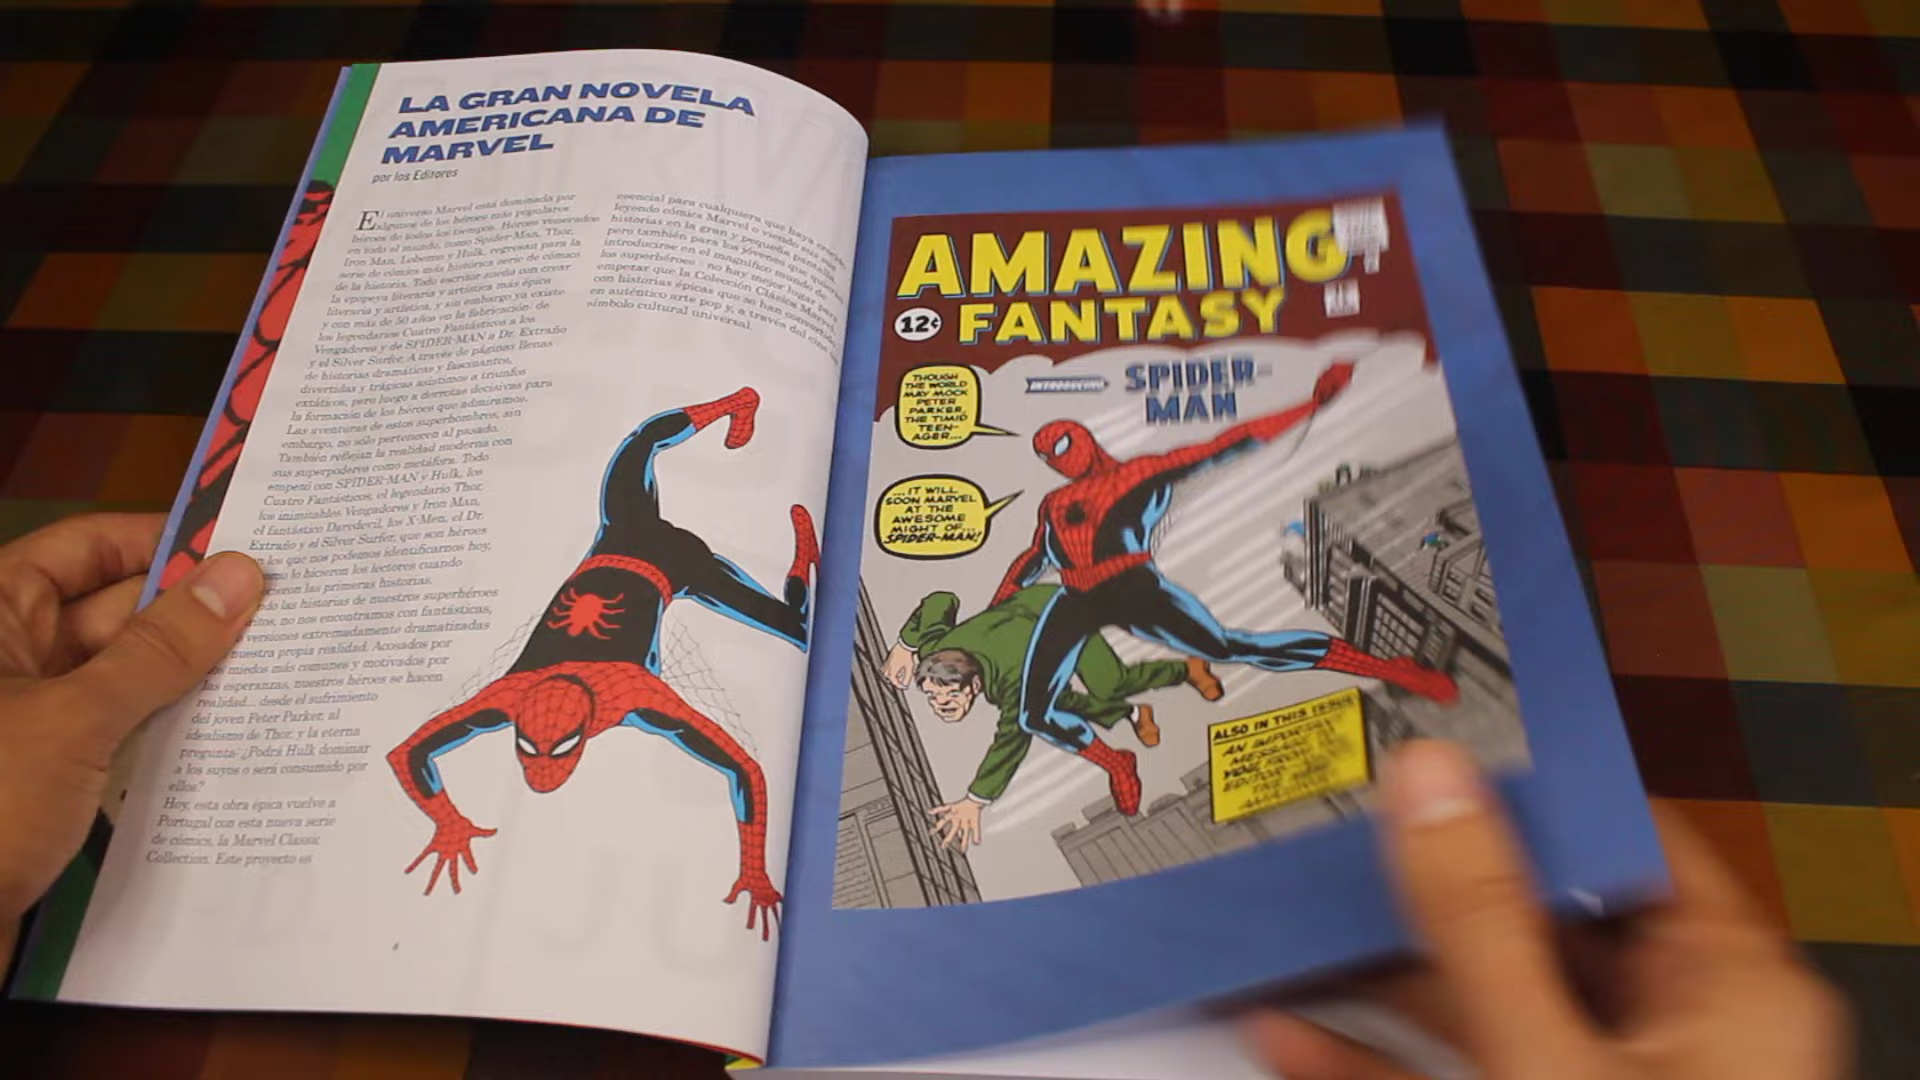 LA GRAN NOVELA
AMERICANA DE
MARVEL
por los Editores
El universo Marvel está dominada por
algunos de los héroes más populares.
héroes de todos los tiempos. Héroes venerados
en todo el mundo, como Spider-Man, Thor,
Iron Man, Lobezno y Hulk, regresan para la
serie de cómics más histórica serie de cómics
de la historia. Todo escritor sueña con crear
la epopeya literaria y artística más épica
literaria y artística, y sin embargo ya existe
y con más de 50 años en la fabricación: de
los legendarios Cuatro Fantásticos a los
Vengadores y de SPIDER-MAN a Dr. Extraño
y el Silver Surfer. A través de páginas llenas
de historias dramáticas y fascinantes,
divertidas y trágicas asistimos a triunfos
extáticos, pero luego a derrotas decisivas para
la formación de los héroes que admiramos.
Las aventuras de estos superhombres, sin
embargo, no sólo pertenecen al pasado.
También reflejan la realidad moderna con
sus superpoderes como metáfora. Todo
empezó con SPIDER-MAN y Hulk, los
Cuatro Fantásticos, el legendario Thor,
los inimitables Vengadores y Iron Man,
el fantástico Daredevil, los X-Men, el Dr.
Extraño y el Silver Surfer, que son héroes
los que nos podemos identificarnos hoy,
lo hicieron los lectores cuando
las primeras historias.
las historias de nuestros superhéroes
no nos encontramos con fantásticas,
versiones extremadamente dramatizadas
nuestra propia realidad. Acosados por
miedos más comunes y motivados por
las esperanzas, nuestros héroes se hacen
realidad... desde el sufrimiento
del joven Peter Parker, al
idealismo de Thor, y la eterna
pregunta: ¿Podrá Hulk dominar
a los suyos o será consumido por
ellos?
Hoy, esta obra épica vuelve a
Portugal con esta nueva serie
de cómics, la Marvel Classic
Collection. Este proyecto es
esencial para cualquiera que haya
leyendo cómics Marvel o viendo sus
historias en la gran y pequeña pantalla
pero también para los jóvenes que quieran
introducirse en el magnífico mundo de
los superhéroes - no hay mejor lugar para
empezar que la Colección Clásica Marvel,
con historias épicas que se han convertido
en auténtico arte pop y, a través del cine
símbolo cultural universal.
AMAZING
FANTASY
12¢
INTRODUCING
SPIDER-
MAN
THOUGH
THE WORLD
MAY MOCK
PETER
PARKER,
THE TIMID
TEEN-
AGER...
...IT WILL
SOON MARVEL
AT THE
AWESOME
MIGHT OF...
SPIDER-MAN!
ALSO IN THIS ISSUE
AN IMPORTANT
MESSAGE TO
YOU FROM THE
EDITOR
THE NEW
AMAZING